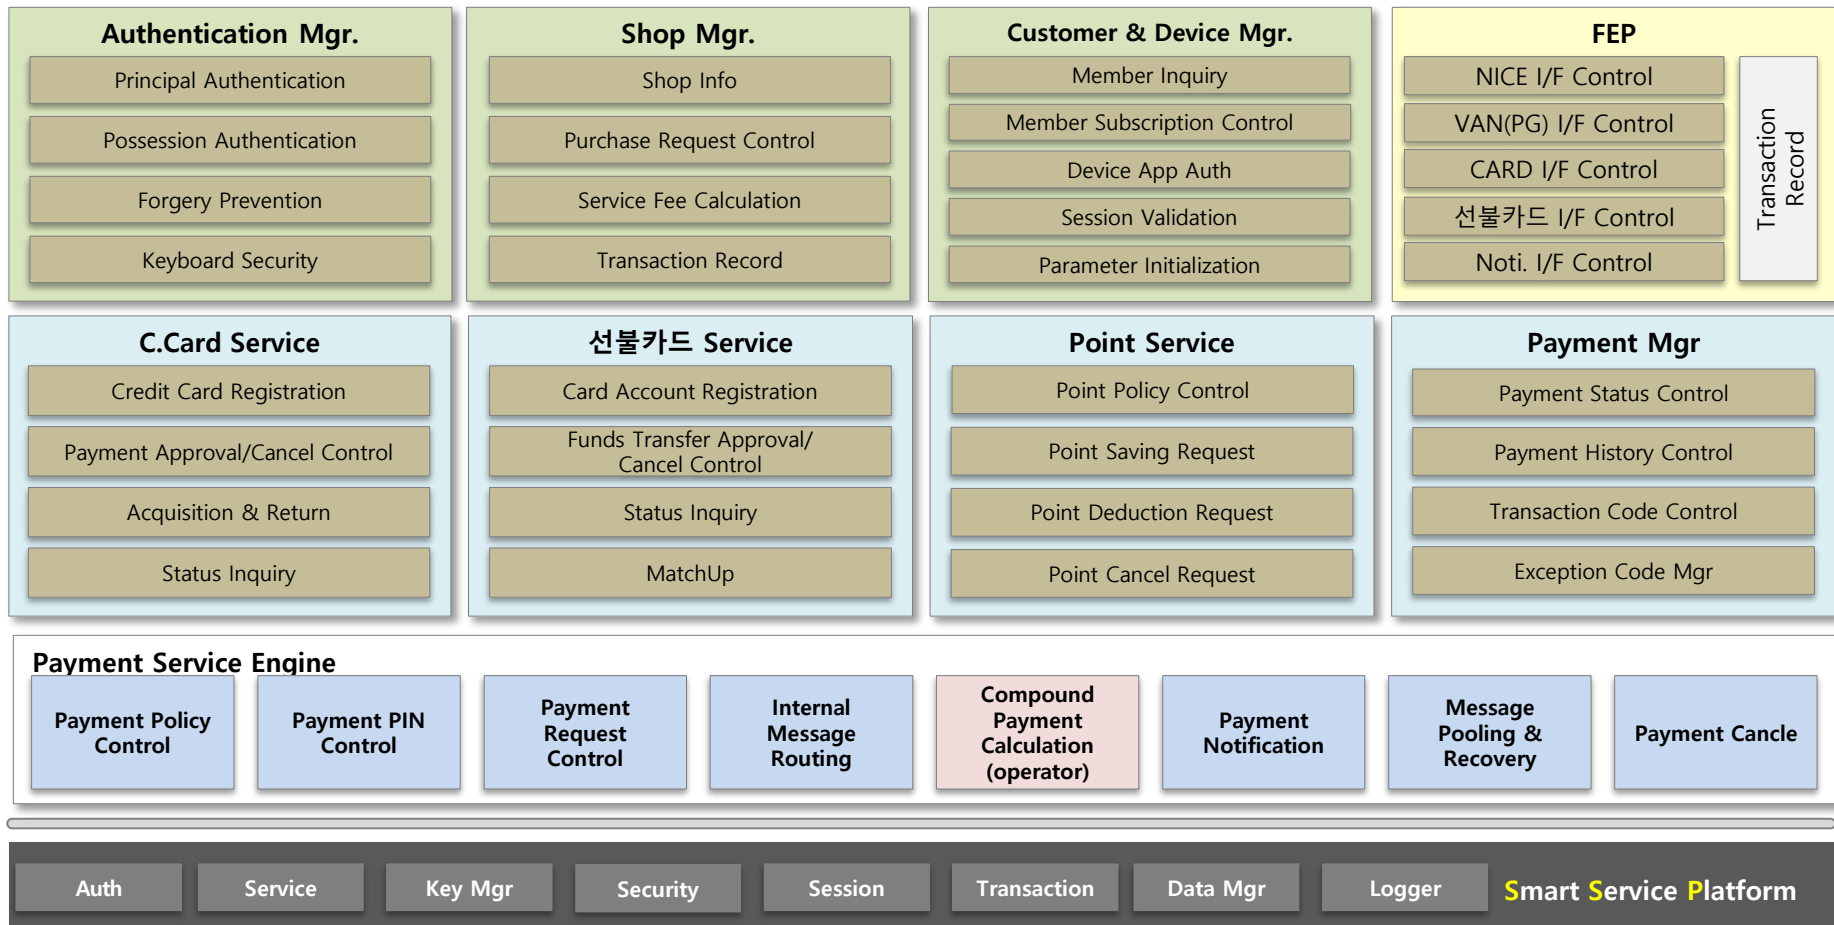 Authentication Mgr.
Principal Authentication
Possession Authentication
Forgery Prevention
Keyboard Security
Shop Mgr.
Shop Info
Purchase Request Control
Service Fee Calculation
Transaction Record
Customer & Device Mgr.
Member Inquiry
Member Subscription Control
Device App Auth
Session Validation
Parameter Initialization
FEP
NICE I/F Control
VAN(PG) I/F Control
CARD I/F Control
선불카드 I/F Control
Noti. I/F Control
Transaction
Record
C.Card Service
Credit Card Registration
Payment Approval/Cancel Control
Acquisition & Return
Status Inquiry
선불카드 Service
Card Account Registration
Funds Transfer Approval/
Cancel Control
Status Inquiry
MatchUp
Point Service
Point Policy Control
Point Saving Request
Point Deduction Request
Point Cancel Request
Payment Mgr
Payment Status Control
Payment History Control
Transaction Code Control
Exception Code Mgr
Payment Service Engine
Payment Policy
Control
Payment PIN
Control
Payment
Request
Control
Internal
Message
Routing
Compound
Payment
Calculation
(operator)
Payment
Notification
Message
Pooling &
Recovery
Payment Cancle
Auth
Service
Key Mgr
Security
Session
Transaction
Data Mgr
Logger
Smart Service Platform